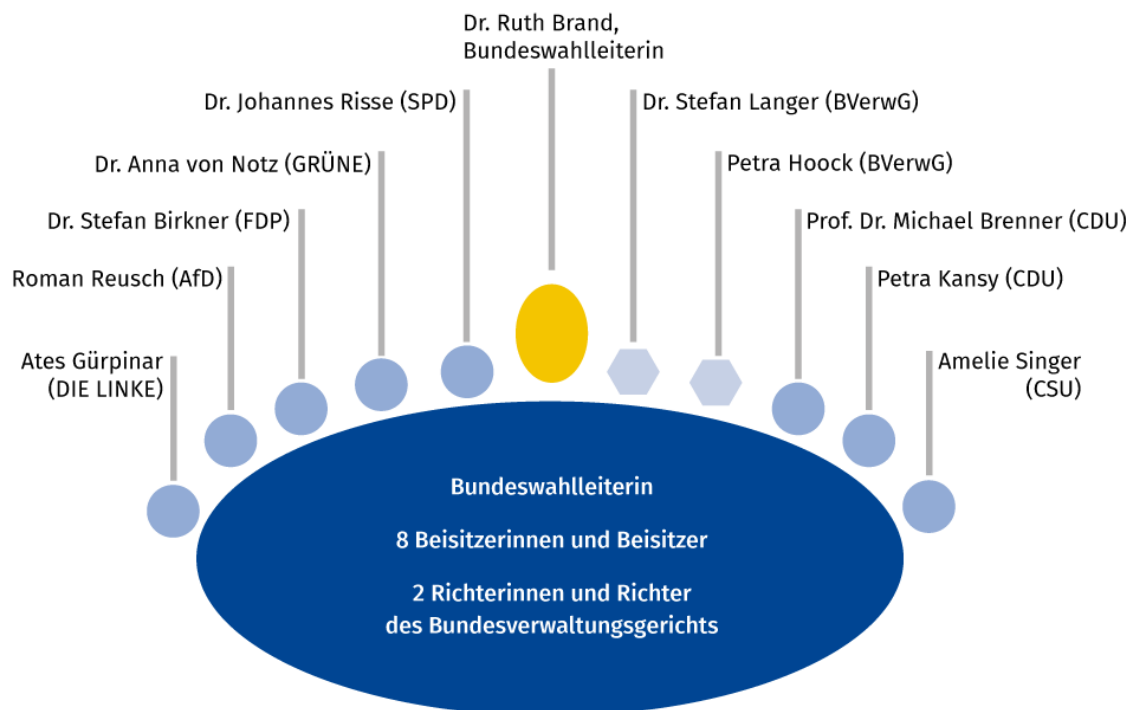 Dr. Ruth Brand,
Bundeswahlleiterin
Dr. Johannes Risse (SPD)
Dr. Stefan Langer (BVerwG)
Dr. Anna von Notz (GRÜNE)
Petra Hoock (BVerwG)
Dr. Stefan Birkner (FDP)
Prof. Dr. Michael Brenner (CDU)
Roman Reusch (AfD)
Petra Kansy (CDU)
Ates Gürpinar
(DIE LINKE)
Amelie Singer
(CSU)
Bundeswahlleiterin
8 Beisitzerinnen und Beisitzer
2 Richterinnen und Richter
des Bundesverwaltungsgerichts